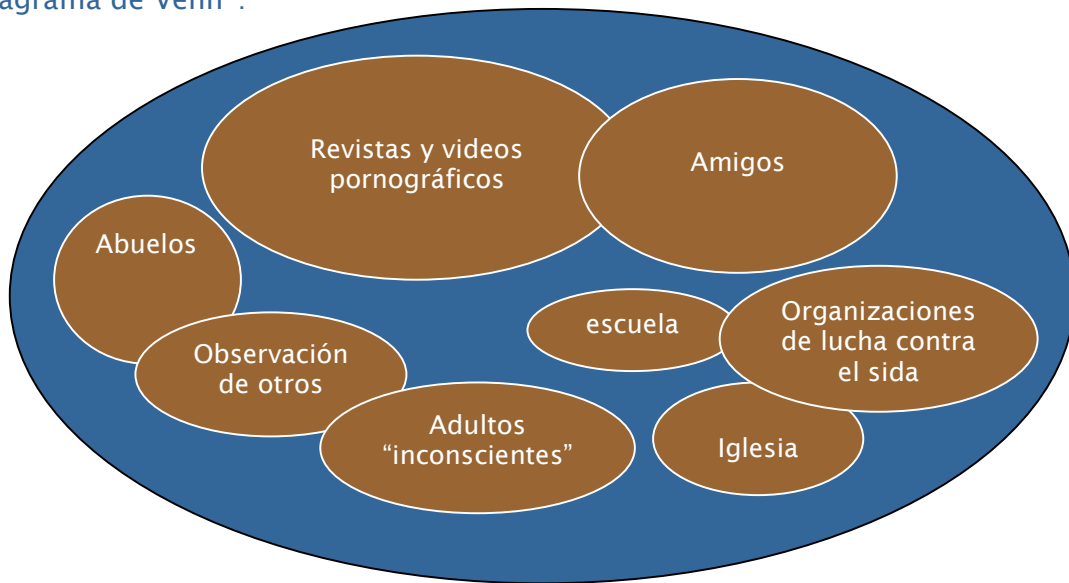 agrama de Venn".
Revistas y videos
pornográficos
Amigos
Abuelos
escuela
Organizaciones
de lucha contra
el sida
Observación
de otros
Adultos
“inconscientes”
Iglesia